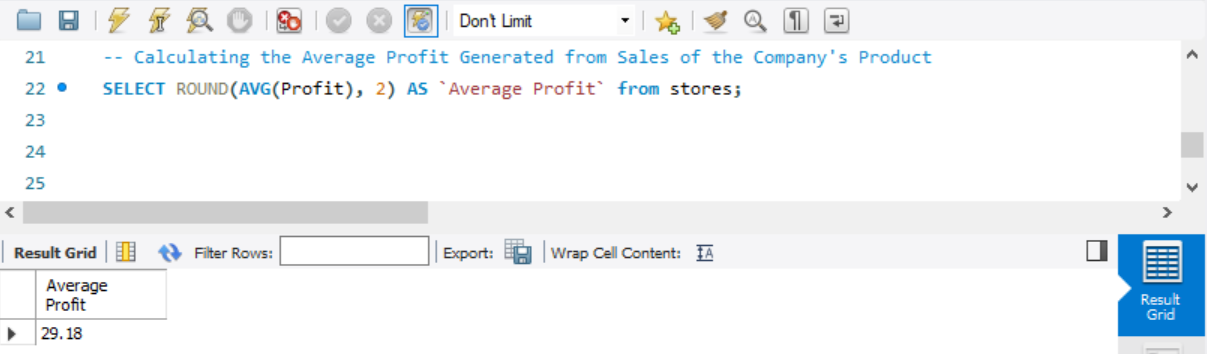 Don't Limit
21 -- Calculating the Average Profit Generated from Sales of the Company's Product
22 SELECT ROUND(AVG(Profit), 2) AS `Average Profit` from stores;
23
24
25
Result Grid Filter Rows: Export: Wrap Cell Content: IA
Average
Profit
29.18
Result
Grid